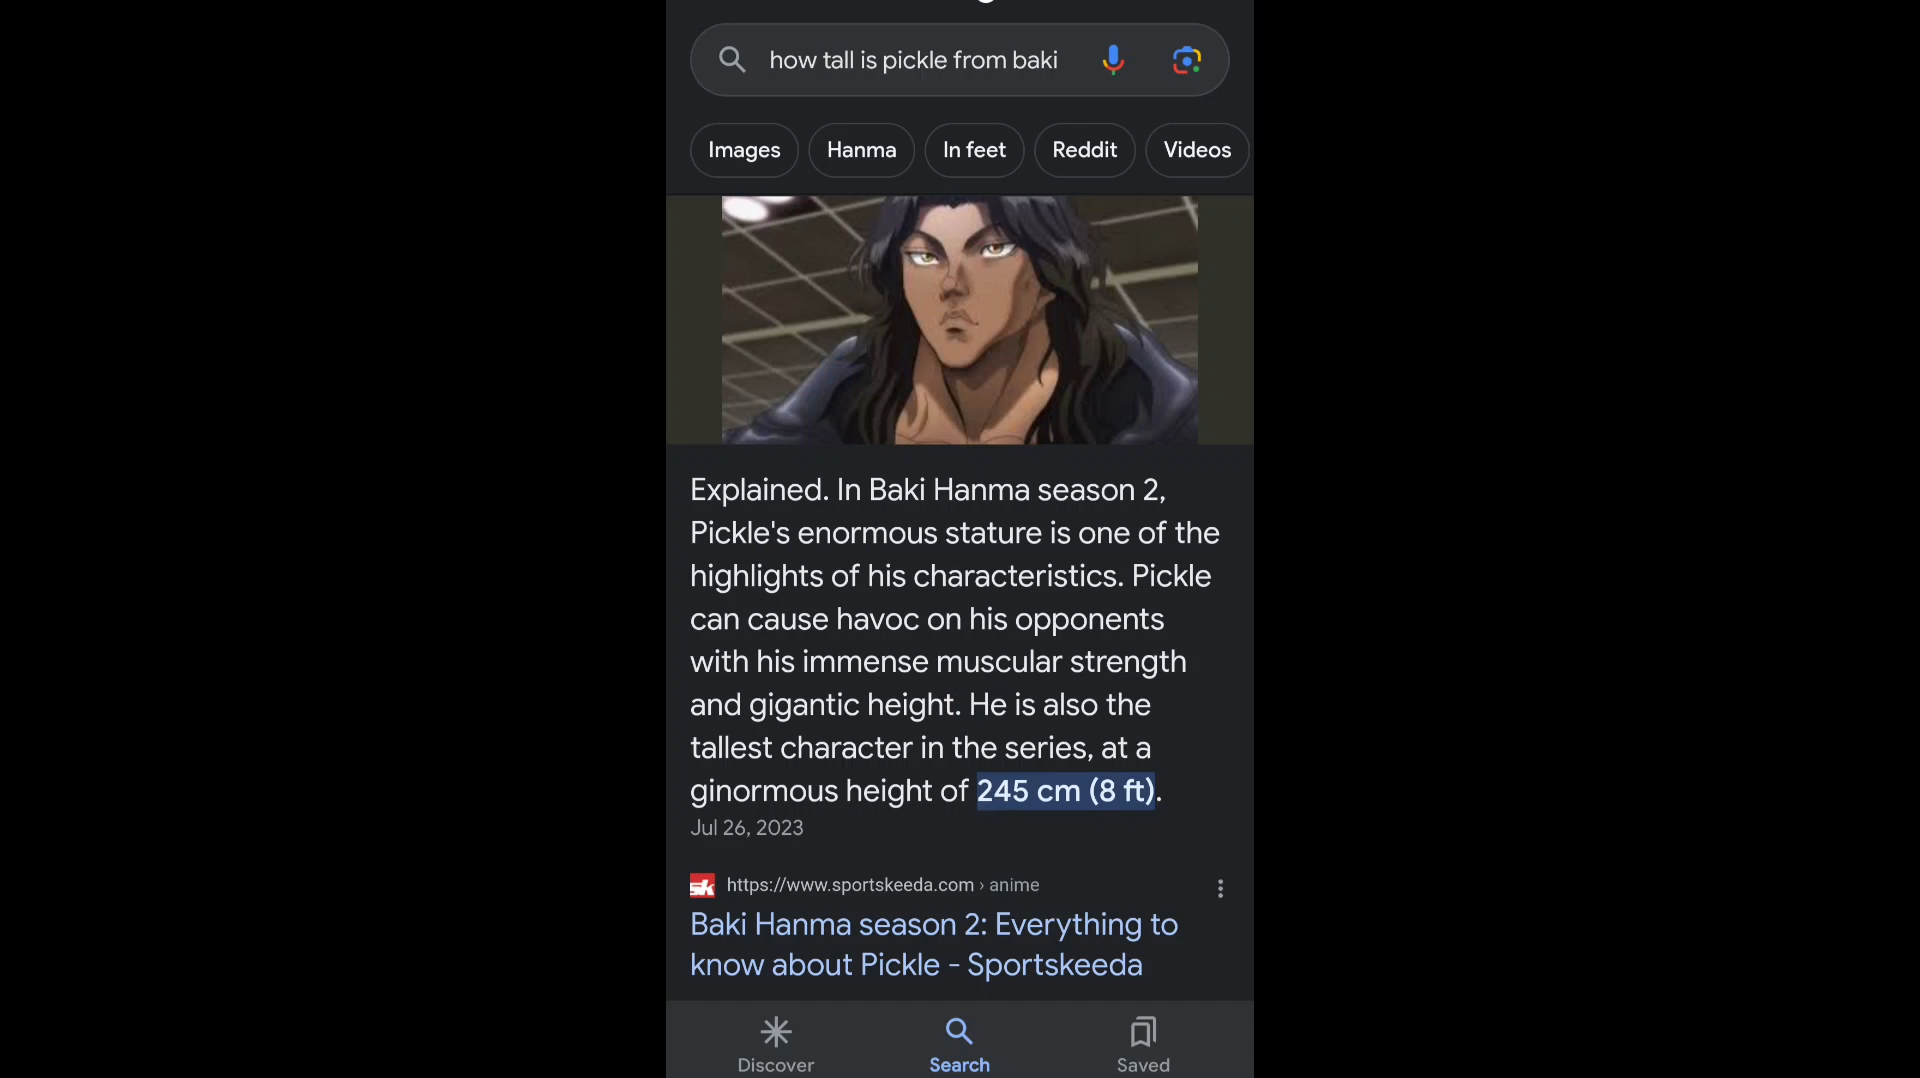 how tall is pickle from baki
Images
Hanma
In feet
Reddit
Videos
Explained. In Baki Hanma season 2,
Pickle's enormous stature is one of the
highlights of his characteristics. Pickle
can cause havoc on his opponents
with his immense muscular strength
and gigantic height. He is also the
tallest character in the series, at a
ginormous height of 245 cm (8 ft).
Jul 26, 2023
sk
https://www.sportskeeda.com › anime
Baki Hanma season 2: Everything to
know about Pickle - Sportskeeda
Discover
Search
Saved